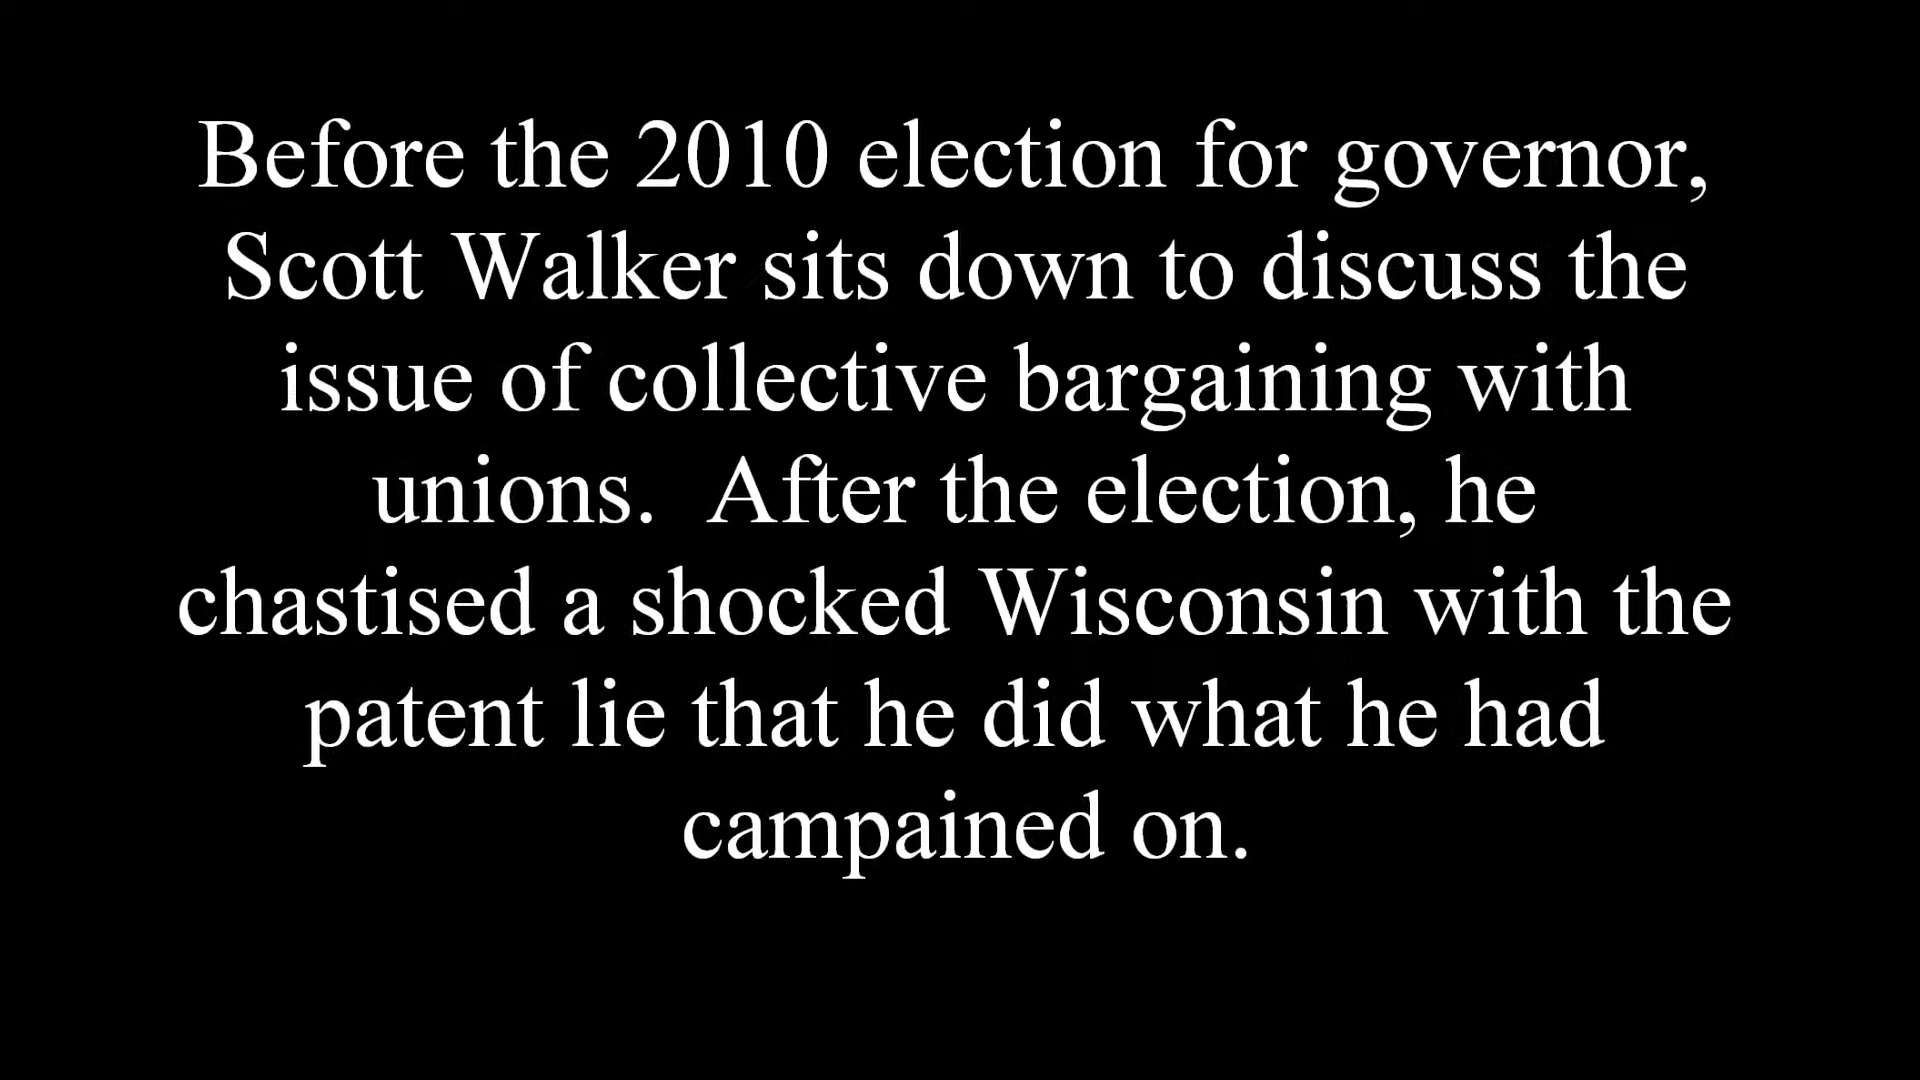 Before the 2010 election for governor,
Scott Walker sits down to discuss the
issue of collective bargaining with
unions.  After the election, he
chastised a shocked Wisconsin with the
patent lie that he did what he had
campained on.